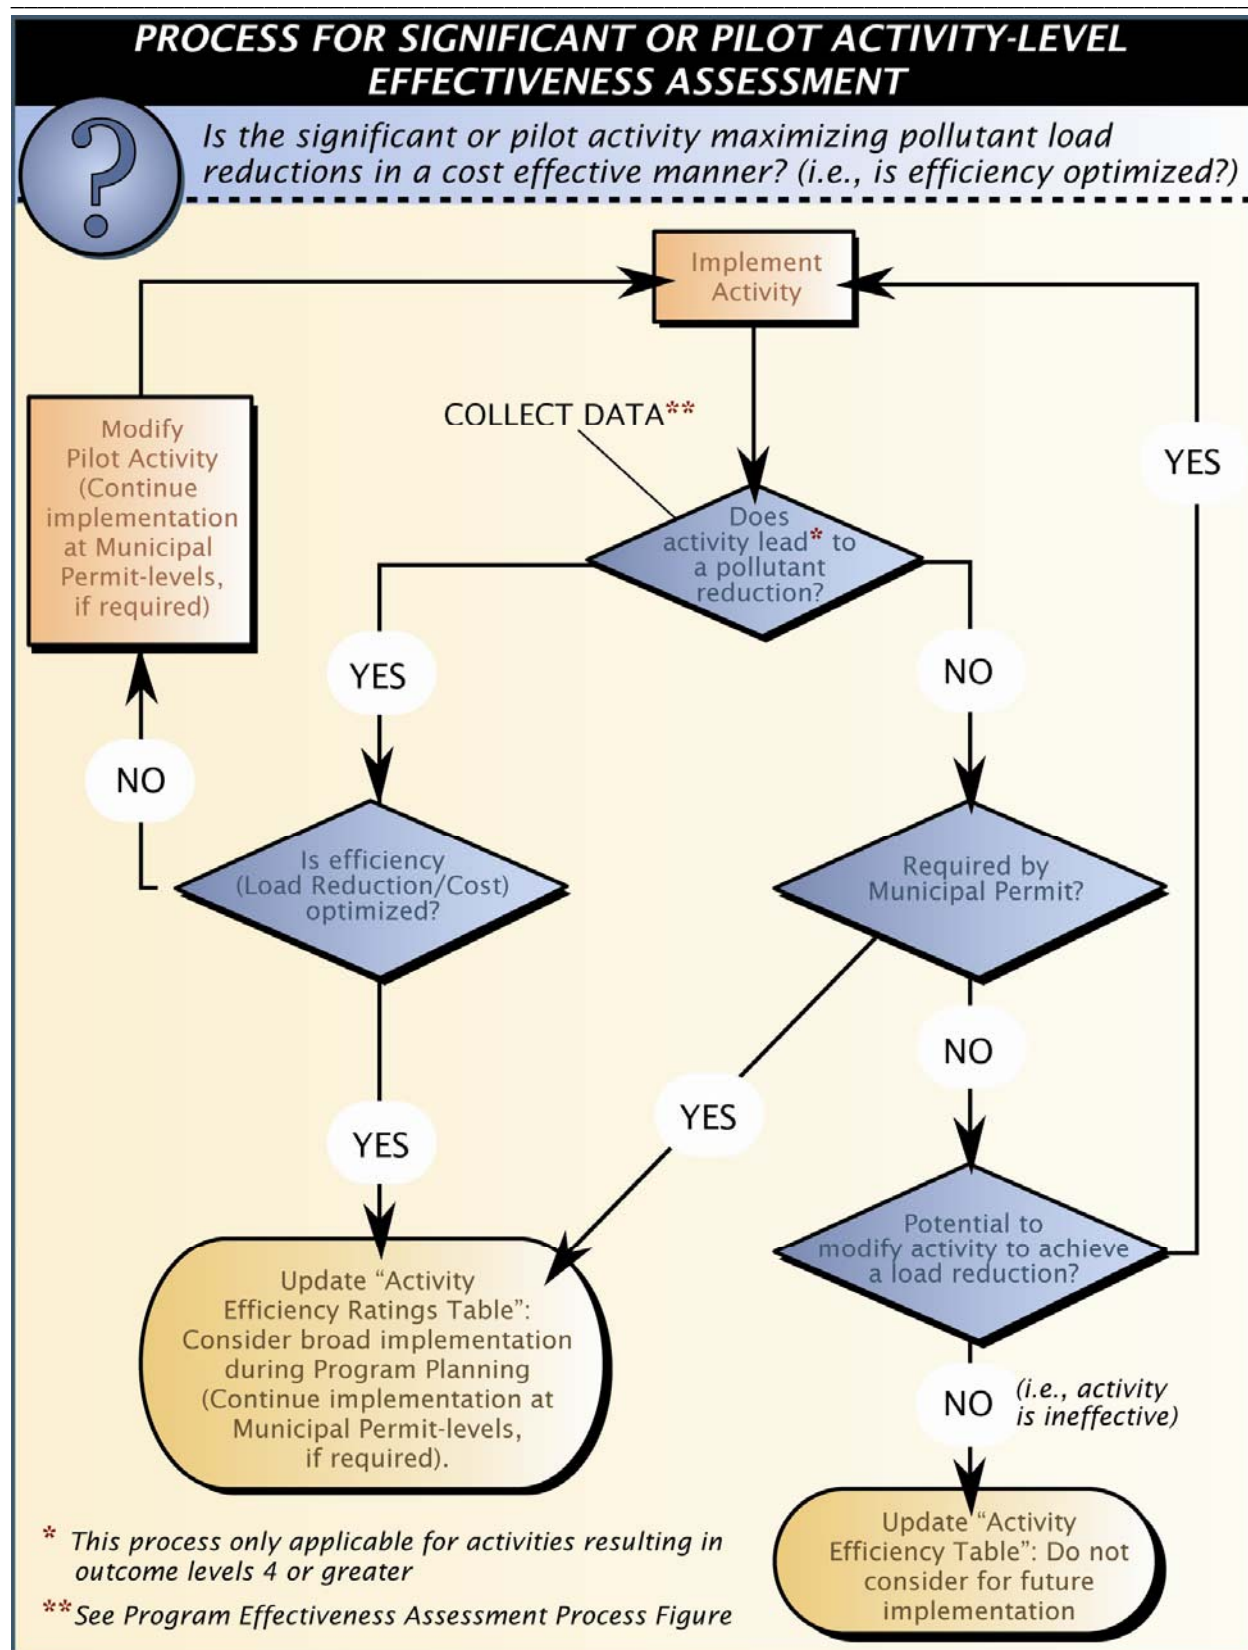 PROCESS FOR SIGNIFICANT OR PILOT ACTIVITY-LEVEL
EFFECTIVENESS ASSESSMENT
?
Is the significant or pilot activity maximizing pollutant load
reductions in a cost effective manner? (i.e., is efficiency optimized?)
Implement
Activity
Modify
Pilot Activity
(Continue
implementation
at Municipal
Permit-levels,
if required)
COLLECT DATA**
YES
Does
activity lead* to
a pollutant
reduction?
YES
NO
NO
Is efficiency
(Load Reduction/Cost)
optimized?
Required by
Municipal Permit?
NO
YES
YES
Potential to
modify activity to achieve
a load reduction?
Update “Activity
Efficiency Ratings Table”:
Consider broad implementation
during Program Planning
(Continue implementation at
Municipal Permit-levels,
if required).
NO
(i.e., activity
is ineffective)
Update “Activity
Efficiency Table”: Do not
consider for future
implementation
* This process only applicable for activities resulting in
outcome levels 4 or greater
**See Program Effectiveness Assessment Process Figure